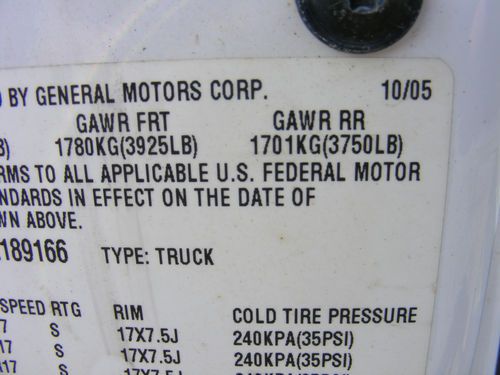 ) BY GENERAL MOTORS CORP. 10/05
GAWR FRT GAWR RR
B) 1780KG(3925LB) 1701KG(3750LB)
RMS TO ALL APPLICABLE U.S. FEDERAL MOTOR
NDARDS IN EFFECT ON THE DATE OF
WN ABOVE.
189166 TYPE: TRUCK
SPEED RTG RIM COLD TIRE PRESSURE
7 S 17X7.5J 240KPA(35PSI)
17 S 17X7.5J 240KPA(35PSI)